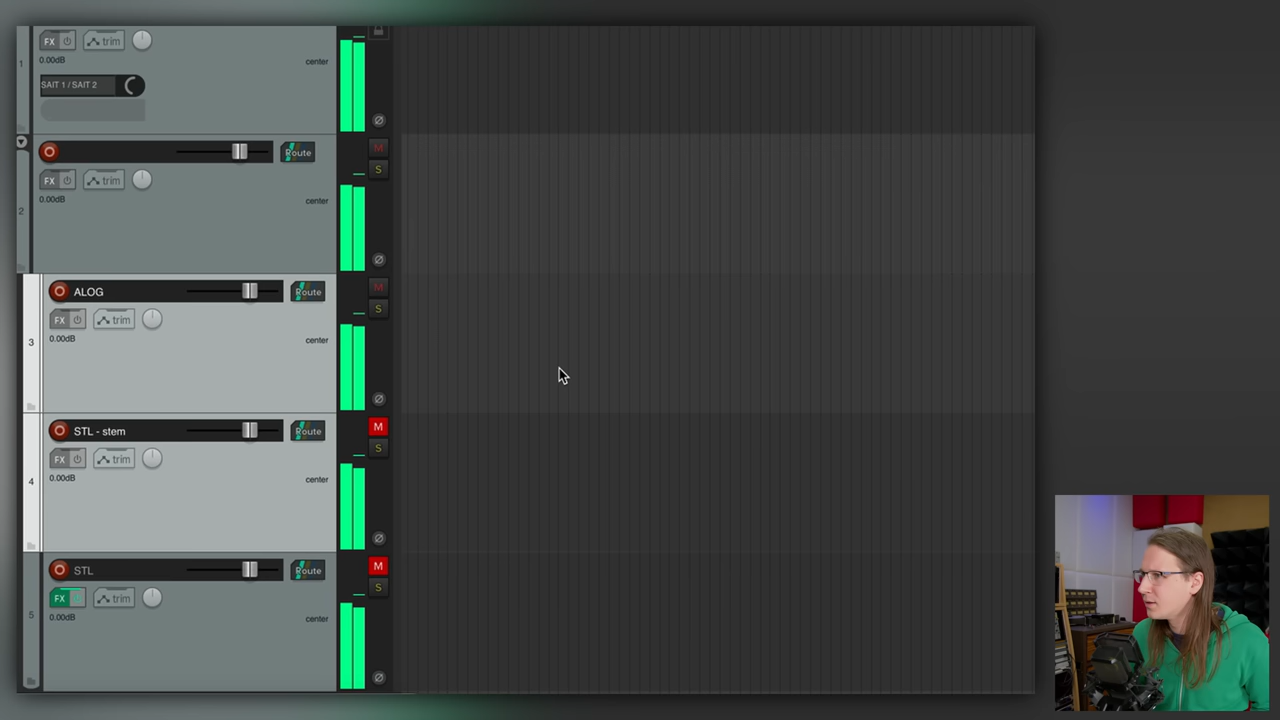 1
FX trim
0.00dB center
SAIT 1 / SAIT 2
Ø
Route M
S
FX trim
0.00dB center
2
Ø
ALOG Route M
S
FX trim
0.00dB center
3
Ø
STL - stem Route M
S
FX trim
0.00dB center
4
Ø
STL Route M
S
FX trim
0.00dB center
5
Ø